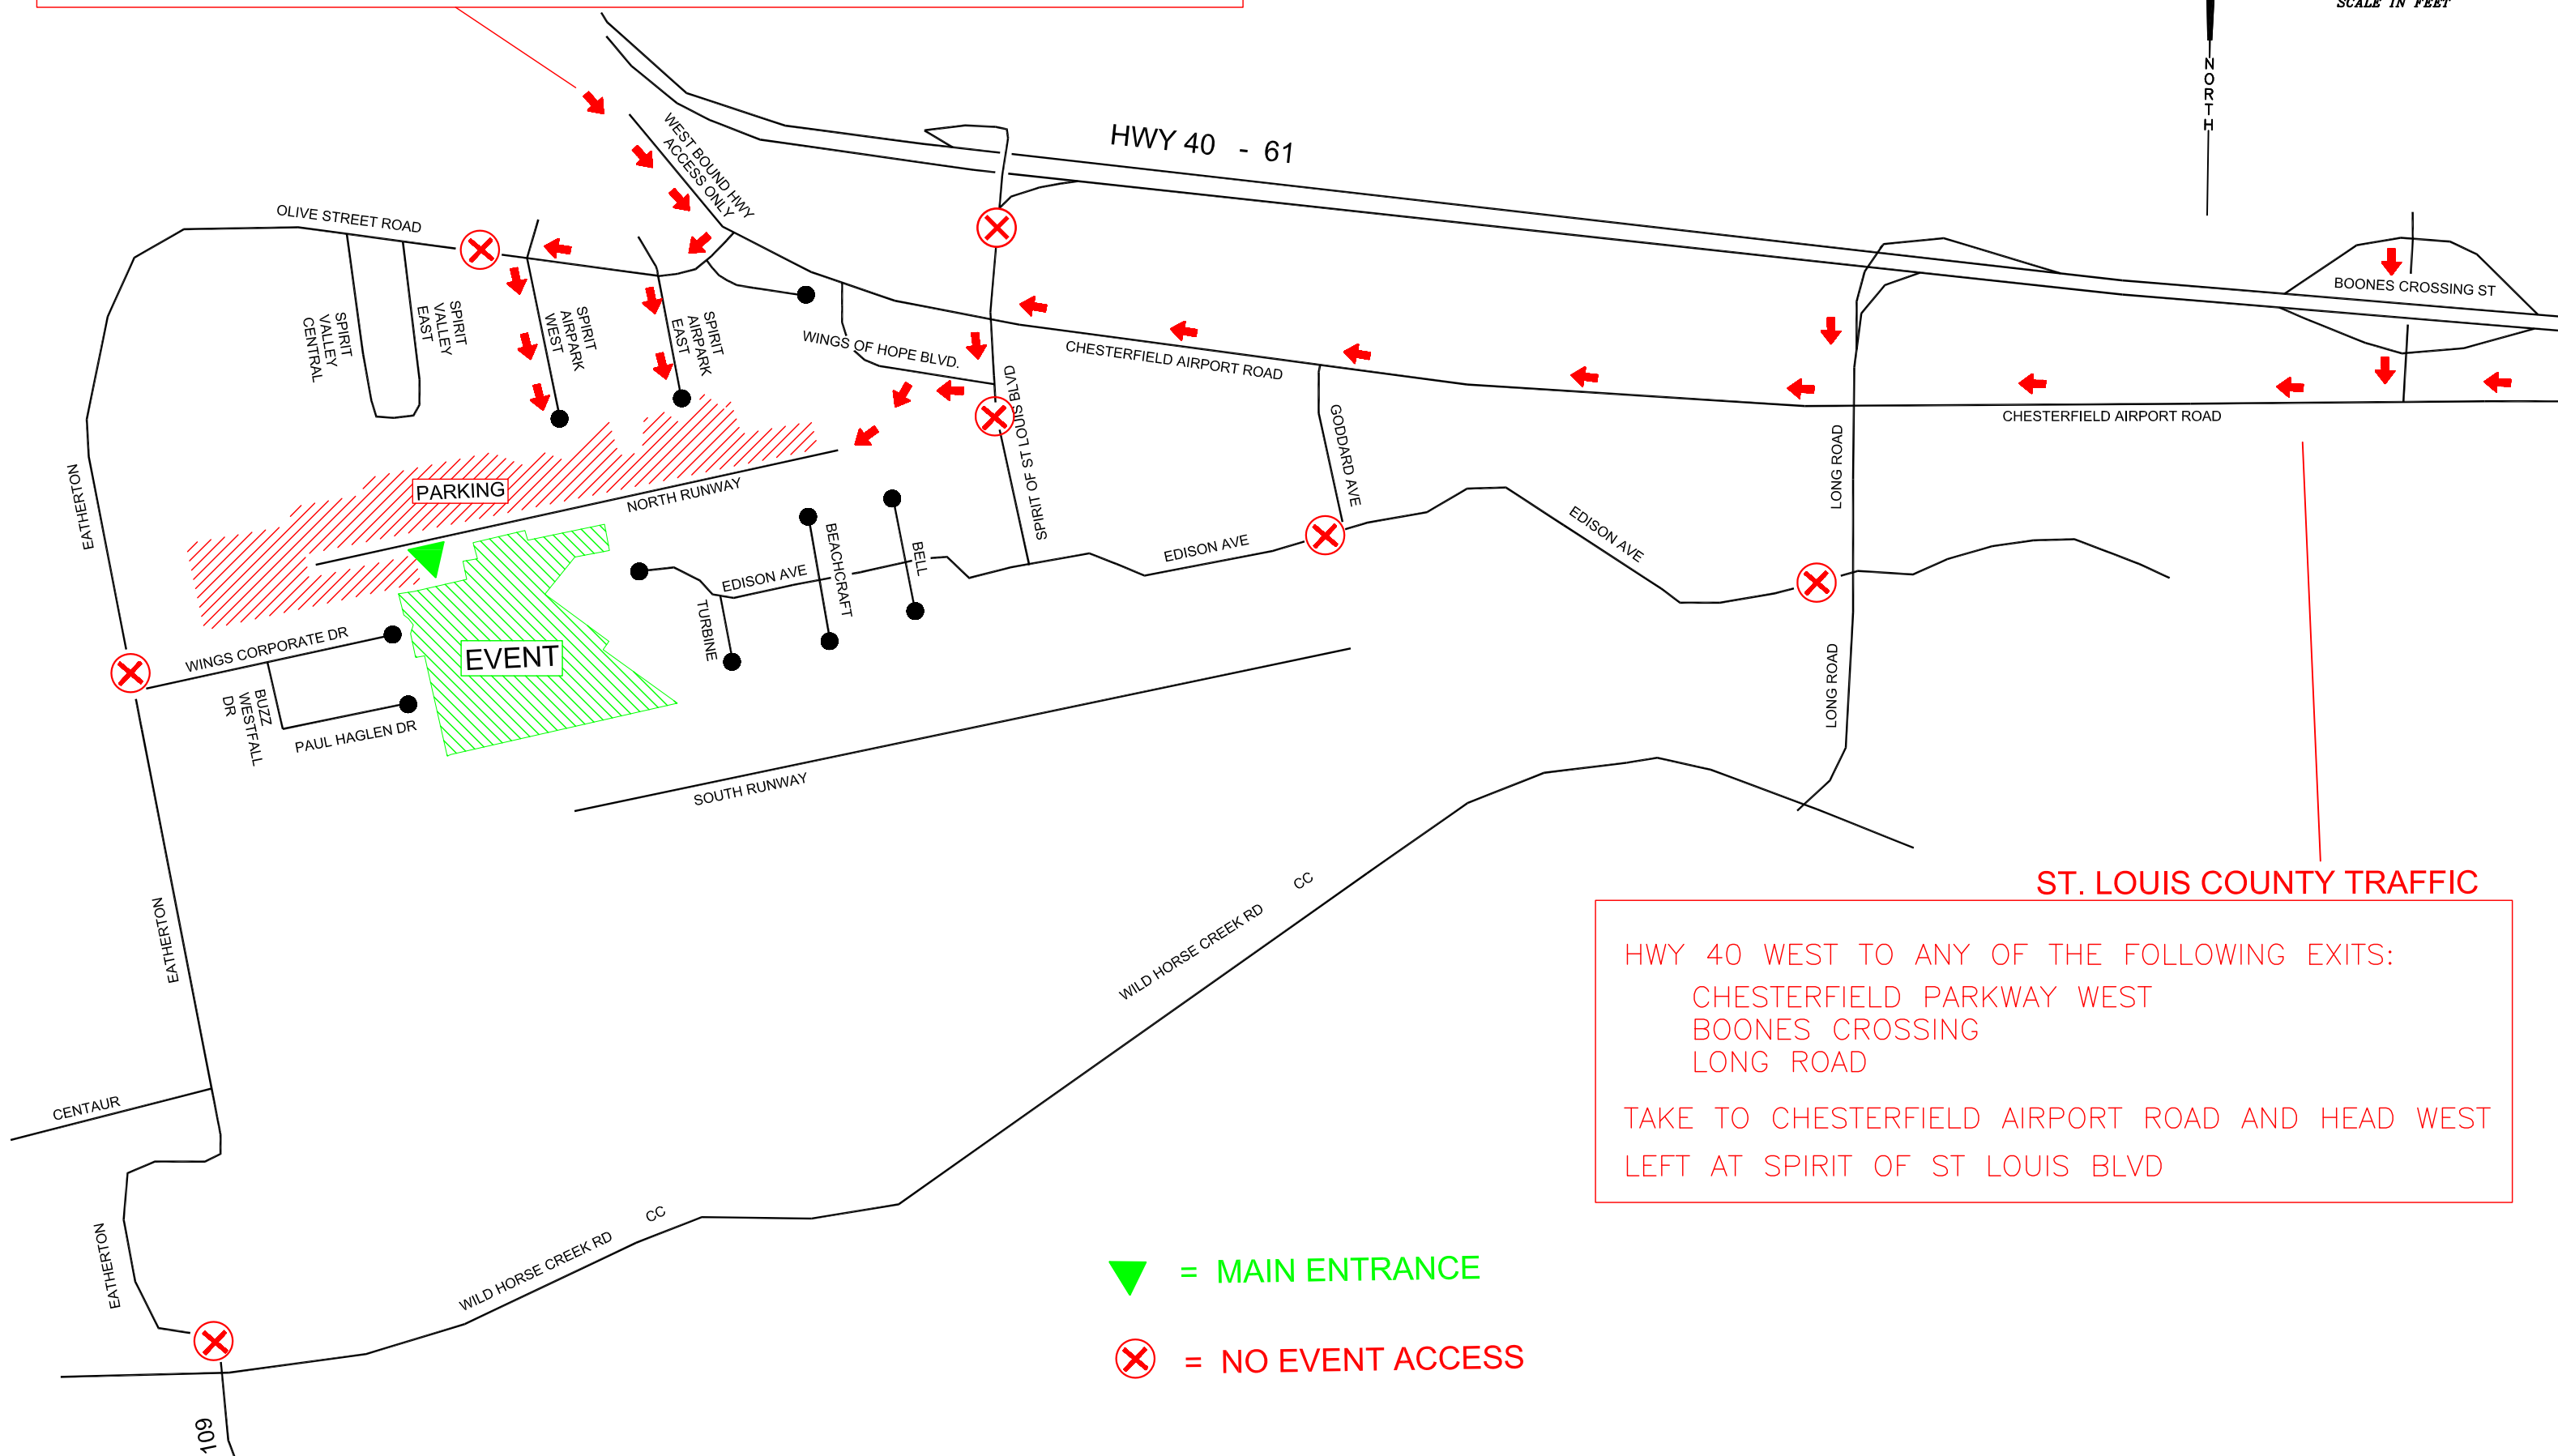 SCALE IN FEET
NORTH
HWY 40 - 61
WEST BOUND HWY
ACCESS ONLY
OLIVE STREET ROAD
BOONES CROSSING ST
SPIRIT
VALLEY
CENTRAL
SPIRIT
VALLEY
EAST
SPIRIT
AIRPARK
WEST
SPIRIT
AIRPARK
EAST
WINGS OF HOPE BLVD.
CHESTERFIELD AIRPORT ROAD
CHESTERFIELD AIRPORT ROAD
SPIRIT OF ST LOUIS BLVD
GODDARD AVE
LONG ROAD
EATHERTON
PARKING
NORTH RUNWAY
EDISON AVE
EDISON AVE
EDISON AVE
BEACHCRAFT
BELL
TURBINE
WINGS CORPORATE DR
EVENT
BUZZ
WESTFALL
DR
PAUL HAGLEN DR
LONG ROAD
SOUTH RUNWAY
EATHERTON
WILD HORSE CREEK RD CC
ST. LOUIS COUNTY TRAFFIC
HWY 40 WEST TO ANY OF THE FOLLOWING EXITS:
CHESTERFIELD PARKWAY WEST
BOONES CROSSING
LONG ROAD
TAKE TO CHESTERFIELD AIRPORT ROAD AND HEAD WEST
LEFT AT SPIRIT OF ST LOUIS BLVD
CENTAUR
EATHERTON
WILD HORSE CREEK RD CC
= MAIN ENTRANCE
= NO EVENT ACCESS
109